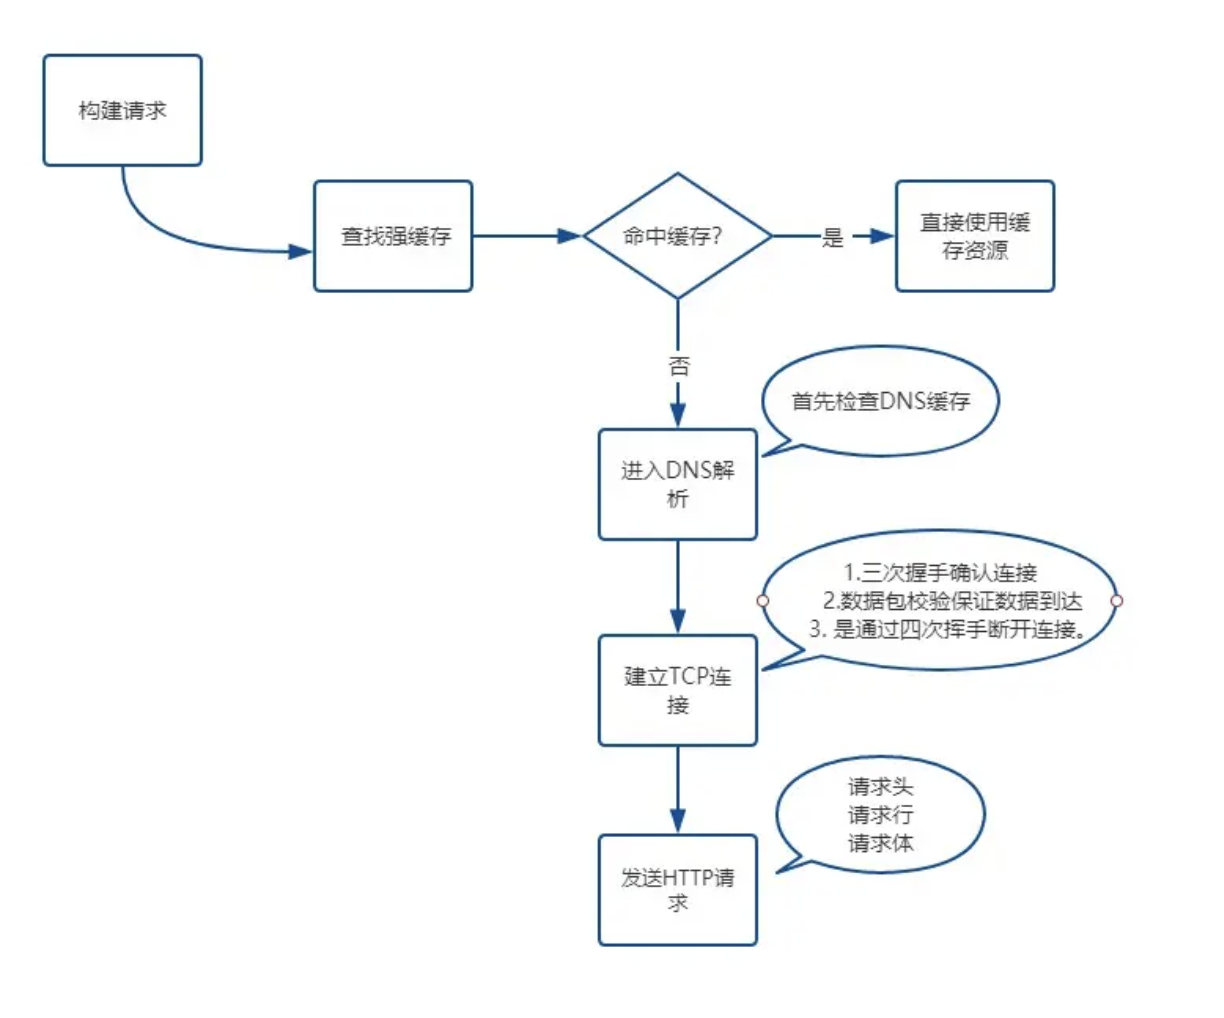 构建请求
查找强缓存
命中缓存?
是
直接使用缓
存资源
否
首先检查DNS缓存
进入DNS解
析
1.三次握手确认连接
2.数据包校验保证数据到达
3. 是通过四次挥手断开连接。
建立TCP连
接
请求头
请求行
请求体
发送HTTP请
求